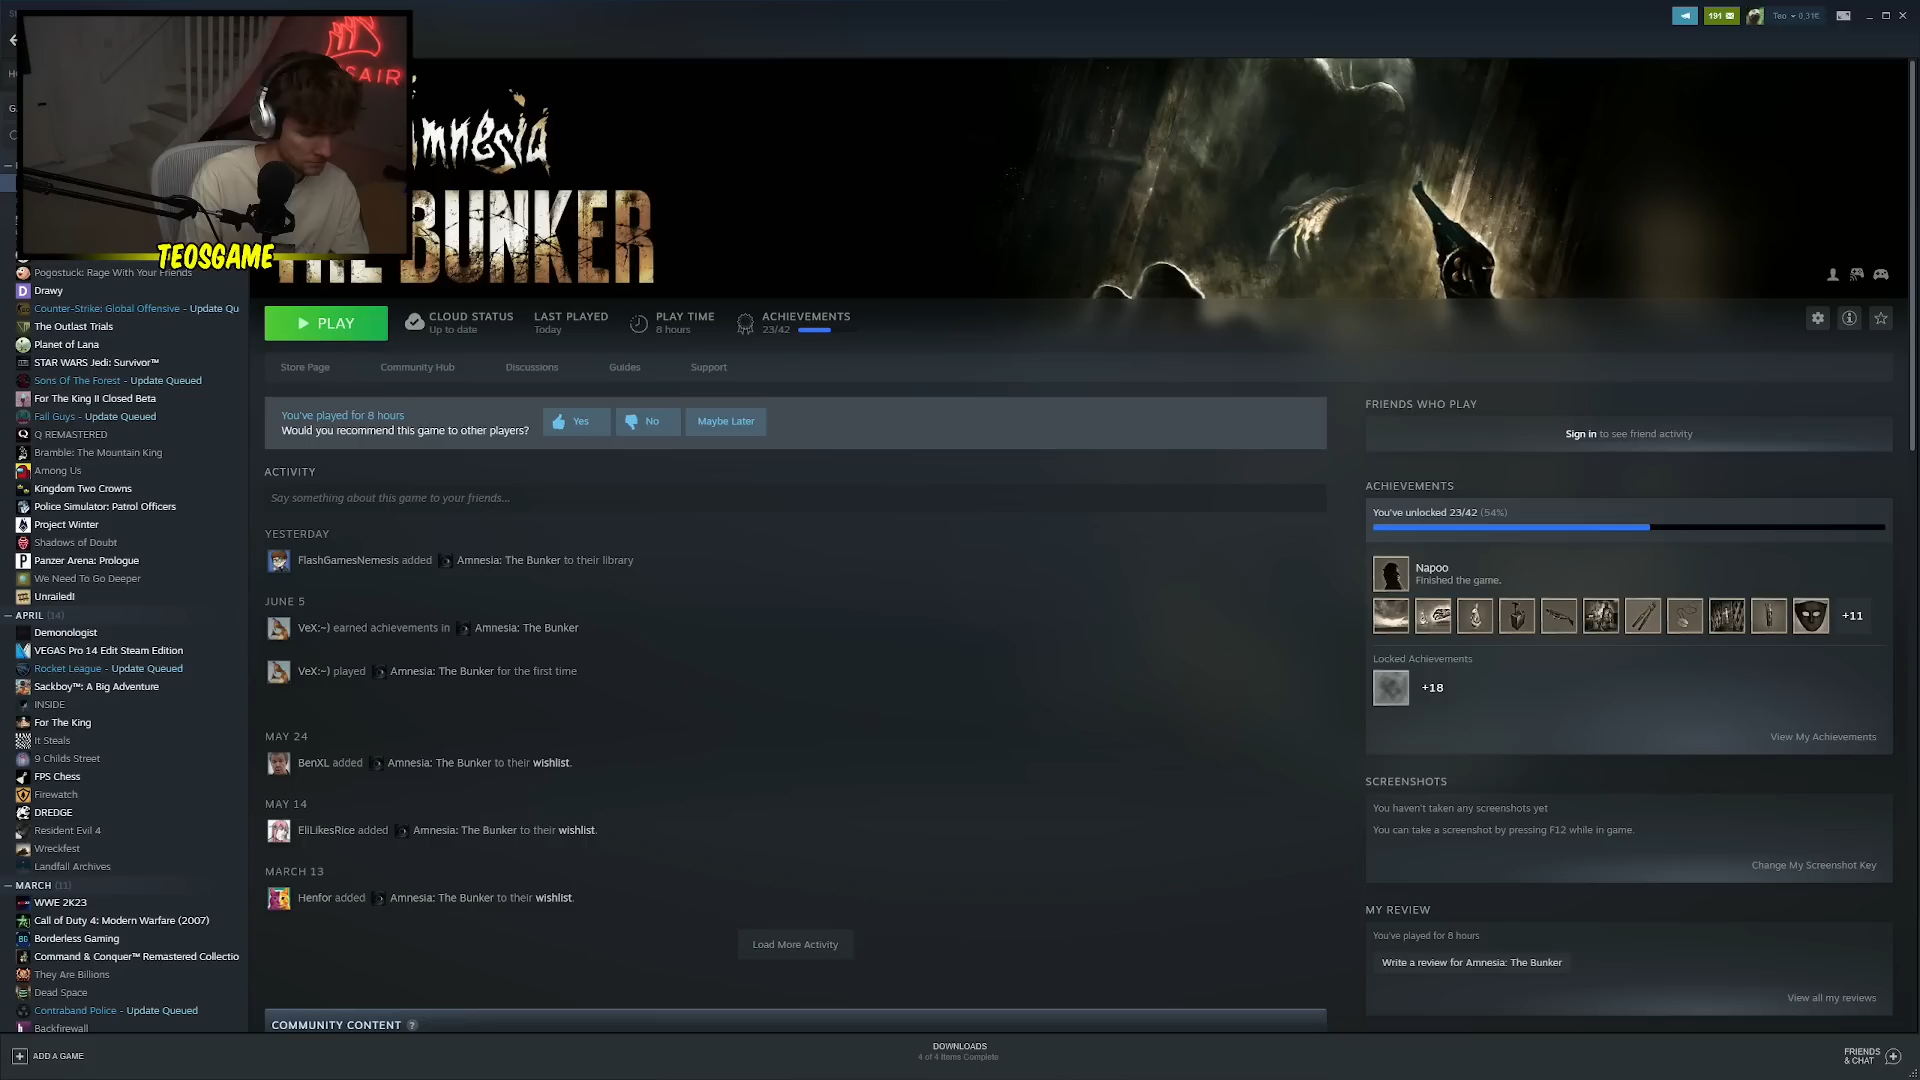 191
Teo
0,31€
SAIR
TEOSGAME
Amnesia
THE BUNKER
PLAY
CLOUD STATUS
Up to date
LAST PLAYED
Today
PLAY TIME
8 hours
ACHIEVEMENTS
23/42
Store Page
Community Hub
Discussions
Guides
Support
You've played for 8 hours
Would you recommend this game to other players?
Yes
No
Maybe Later
ACTIVITY
Say something about this game to your friends...
YESTERDAY
FlashGamesNemesis added Amnesia: The Bunker to their library
JUNE 5
VeX:~) earned achievements in Amnesia: The Bunker
VeX:~) played Amnesia: The Bunker for the first time
MAY 24
BenXL added Amnesia: The Bunker to their wishlist.
MAY 14
EliLikesRice added Amnesia: The Bunker to their wishlist.
MARCH 13
Henfor added Amnesia: The Bunker to their wishlist.
Load More Activity
COMMUNITY CONTENT ?
FRIENDS WHO PLAY
Sign in to see friend activity
ACHIEVEMENTS
You've unlocked 23/42 (54%)
Napoo
Finished the game.
+11
Locked Achievements
+18
View My Achievements
SCREENSHOTS
You haven't taken any screenshots yet
You can take a screenshot by pressing F12 while in game.
Change My Screenshot Key
MY REVIEW
You've played for 8 hours
Write a review for Amnesia: The Bunker
View all my reviews
Pogostuck: Rage With Your Friends
Drawy
Counter-Strike: Global Offensive - Update Qu
The Outlast Trials
Planet of Lana
STAR WARS Jedi: Survivor™
Sons Of The Forest - Update Queued
For The King II Closed Beta
Fall Guys - Update Queued
Q REMASTERED
Bramble: The Mountain King
Among Us
Kingdom Two Crowns
Police Simulator: Patrol Officers
Project Winter
Shadows of Doubt
Panzer Arena: Prologue
We Need To Go Deeper
Unrailed!
— APRIL (14)
Demonologist
VEGAS Pro 14 Edit Steam Edition
Rocket League - Update Queued
Sackboy™: A Big Adventure
INSIDE
For The King
It Steals
9 Childs Street
FPS Chess
Firewatch
DREDGE
Resident Evil 4
Wreckfest
Landfall Archives
— MARCH (11)
WWE 2K23
Call of Duty 4: Modern Warfare (2007)
Borderless Gaming
Command & Conquer™ Remastered Collectio
They Are Billions
Dead Space
Contraband Police - Update Queued
Backfirewall
ADD A GAME
DOWNLOADS
4 of 4 Items Complete
FRIENDS
& CHAT